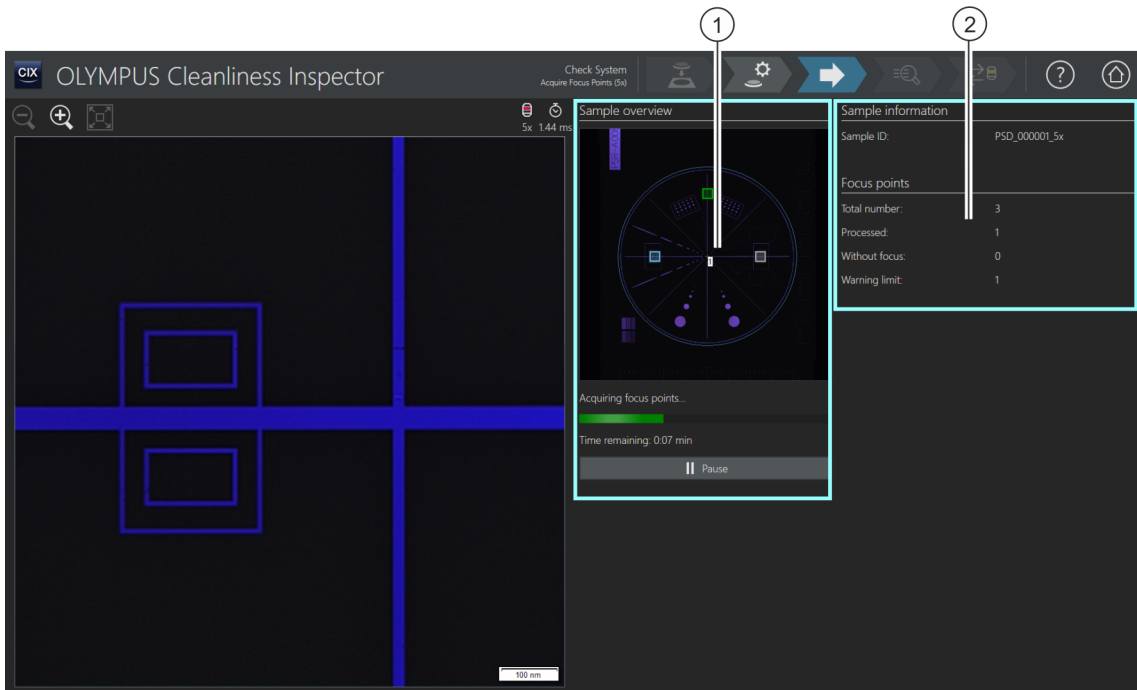 1
2
CIX
OLYMPUS Cleanliness Inspector
Check System
Acquire Focus Points (5x)
?
5x 1.44 ms
Sample overview
1
Acquiring focus points...
Time remaining: 0:07 min
Pause
Sample information
Sample ID: PSD_000001_5x
Focus points
Total number: 3
Processed: 1
Without focus: 0
Warning limit: 1
100 nm